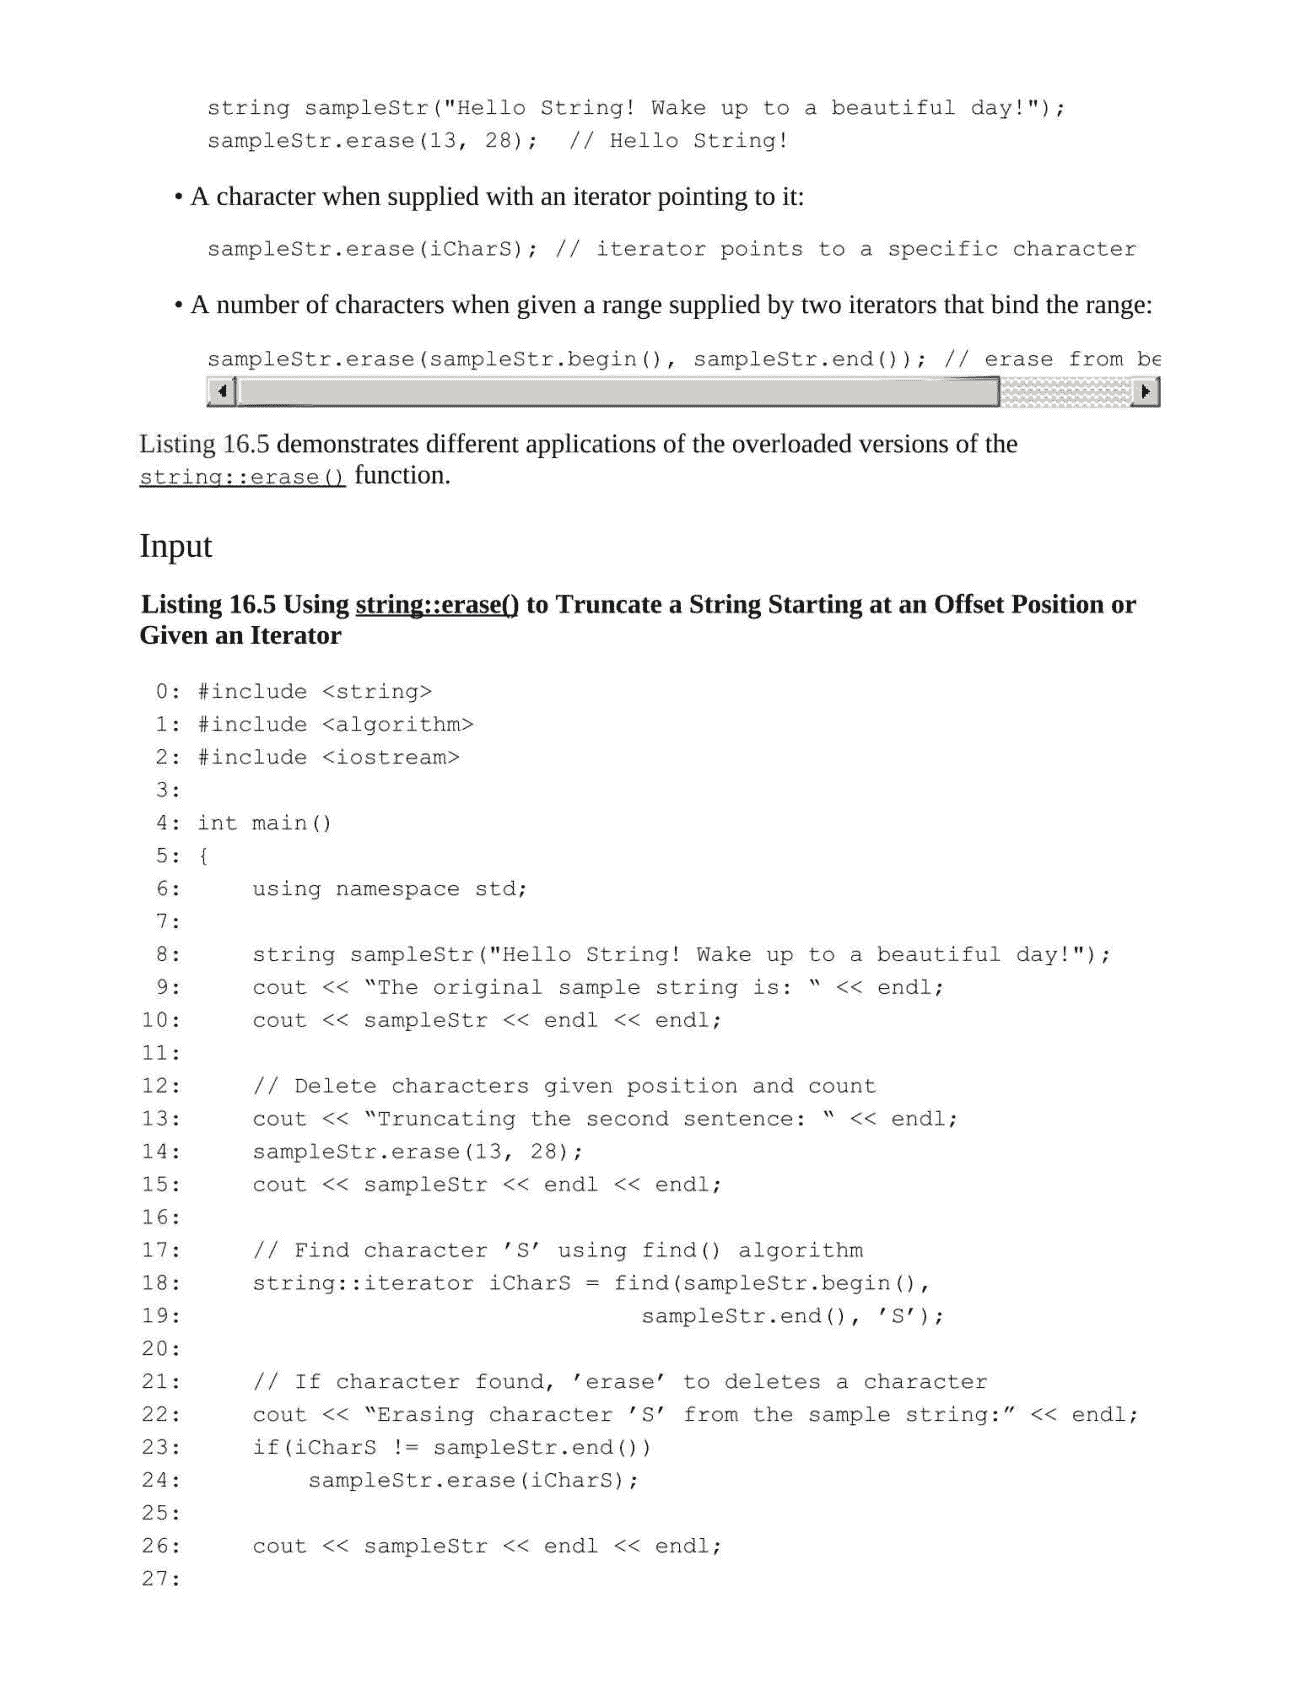 string sampleStr("Hello String! Wake up to a beautiful day!");
sampleStr.erase(13, 28);  // Hello String!
• A character when supplied with an iterator pointing to it:
sampleStr.erase(iCharS); // iterator points to a specific character
• A number of characters when given a range supplied by two iterators that bind the range:
sampleStr.erase(sampleStr.begin(), sampleStr.end()); // erase from be
Listing 16.5 demonstrates different applications of the overloaded versions of the
string::erase() function.
Input
Listing 16.5 Using string::erase() to Truncate a String Starting at an Offset Position or
Given an Iterator
0: #include <string>
1: #include <algorithm>
2: #include <iostream>
3:
4: int main()
5: {
6:     using namespace std;
7:
8:     string sampleStr("Hello String! Wake up to a beautiful day!");
9:     cout << “The original sample string is: “ << endl;
10:     cout << sampleStr << endl << endl;
11:
12:     // Delete characters given position and count
13:     cout << “Truncating the second sentence: “ << endl;
14:     sampleStr.erase(13, 28);
15:     cout << sampleStr << endl << endl;
16:
17:     // Find character ’S’ using find() algorithm
18:     string::iterator iCharS = find(sampleStr.begin(),
19:                                 sampleStr.end(), ’S’);
20:
21:     // If character found, ’erase’ to deletes a character
22:     cout << “Erasing character ’S’ from the sample string:” << endl;
23:     if(iCharS != sampleStr.end())
24:         sampleStr.erase(iCharS);
25:
26:     cout << sampleStr << endl << endl;
27: